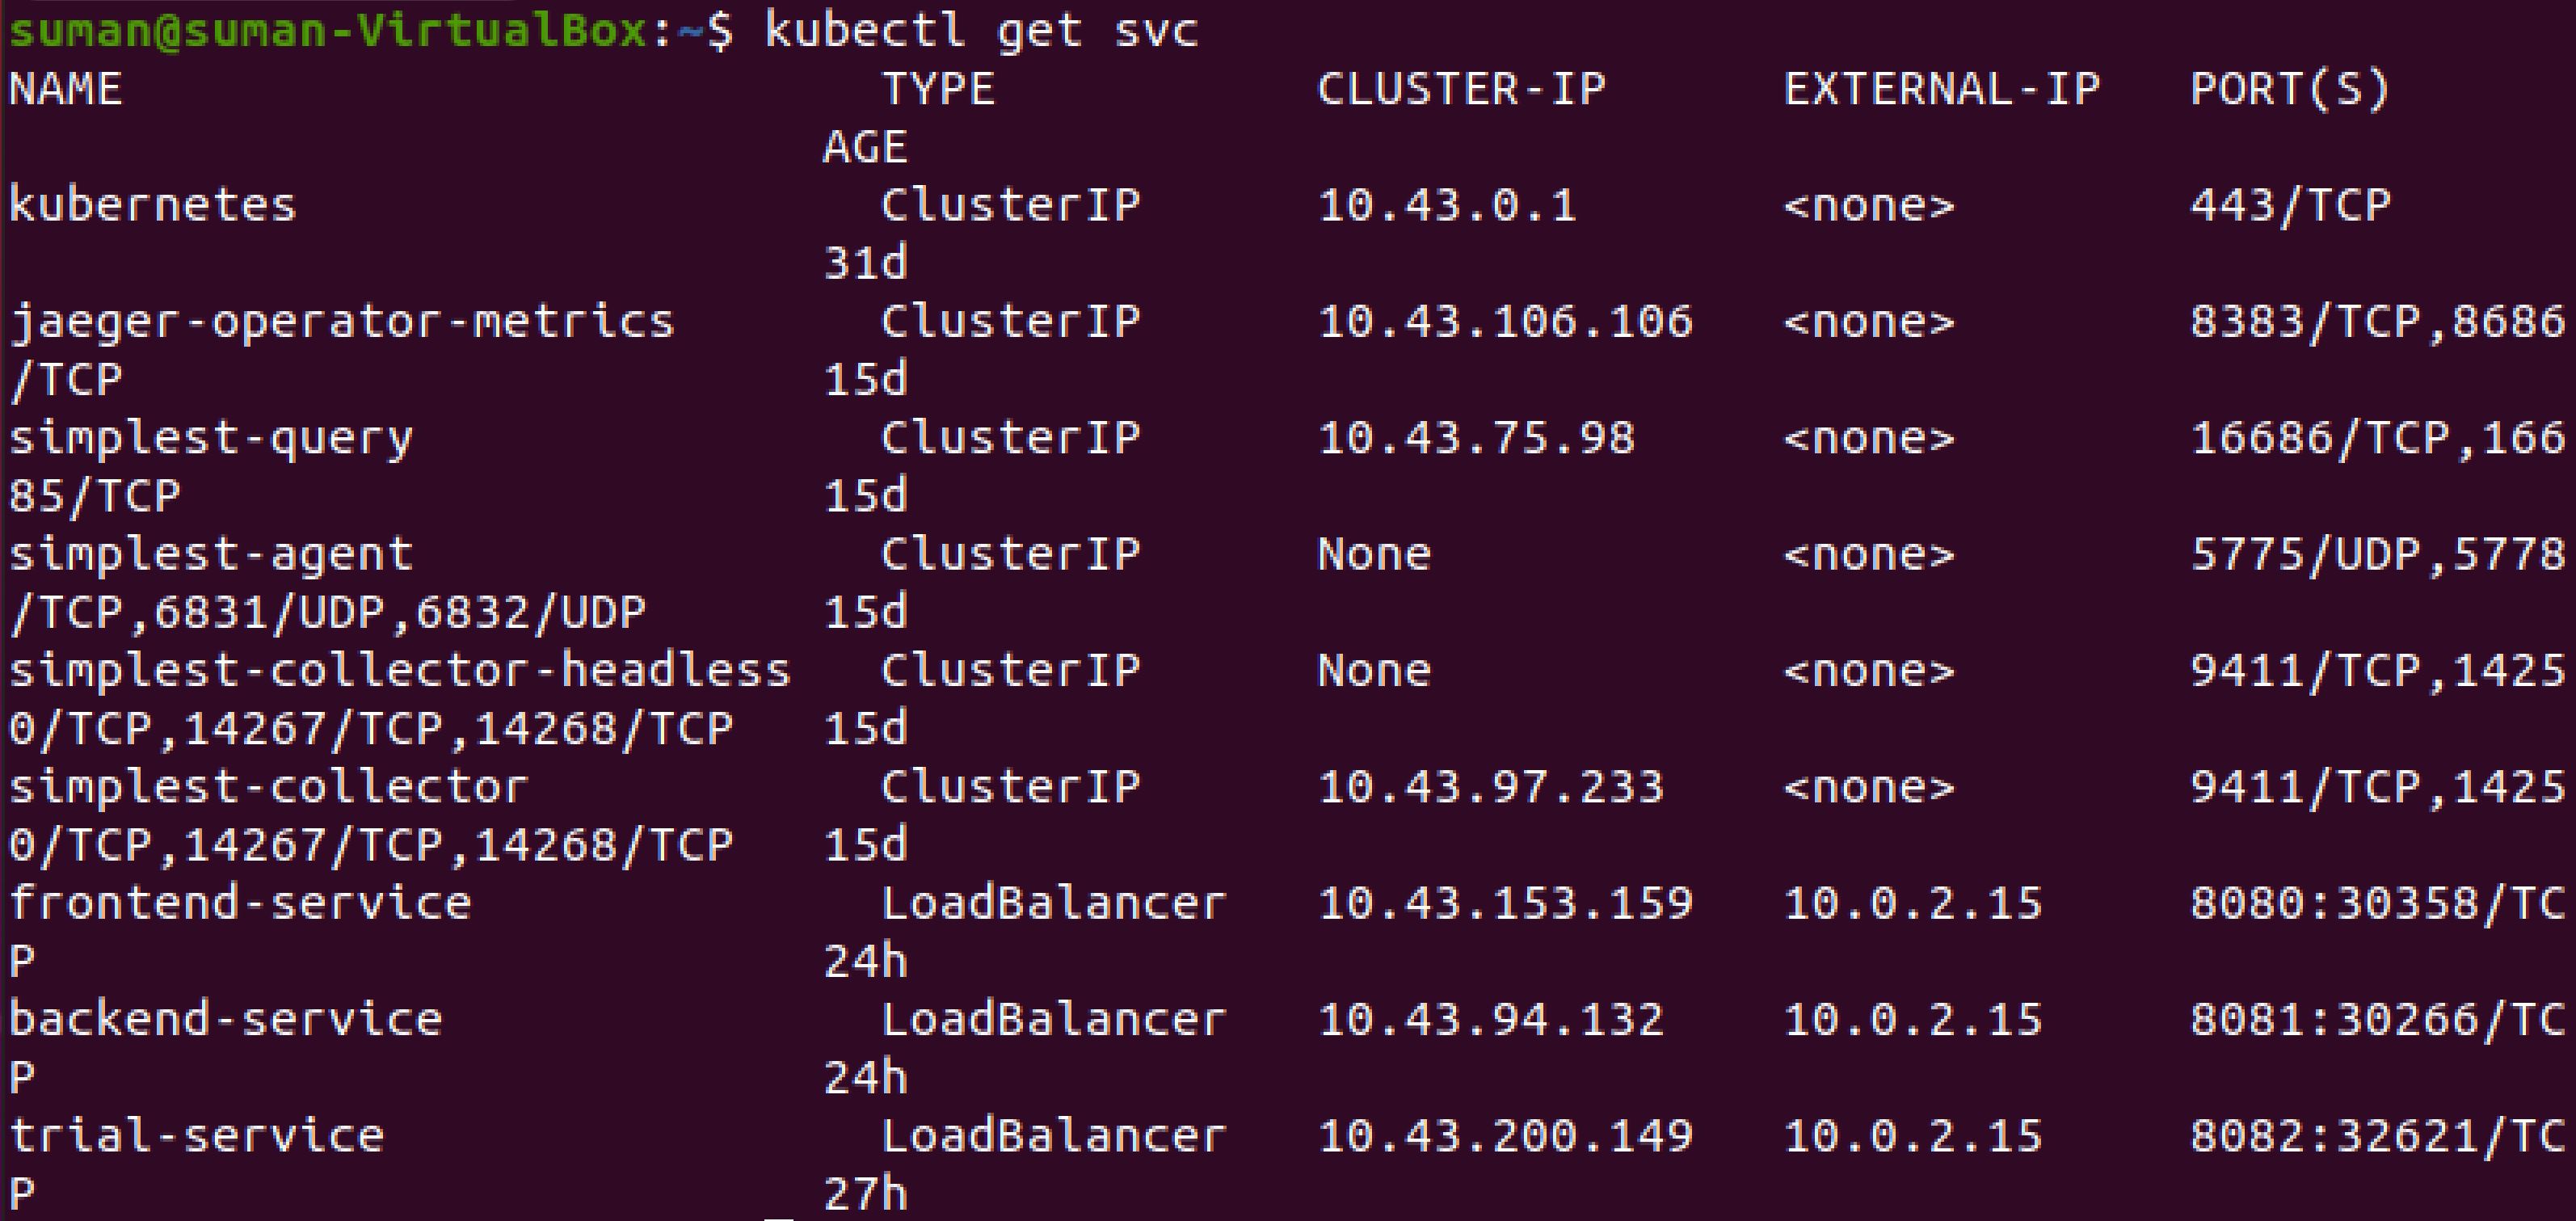 suman@suman-VirtualBox:~$ kubectl get svc
NAME                          TYPE           CLUSTER-IP      EXTERNAL-IP   PORT(S)
                            AGE
kubernetes                    ClusterIP      10.43.0.1       <none>        443/TCP
                            31d
jaeger-operator-metrics       ClusterIP      10.43.106.106   <none>        8383/TCP,8686
/TCP                        15d
simplest-query                ClusterIP      10.43.75.98     <none>        16686/TCP,166
85/TCP                      15d
simplest-agent                ClusterIP      None            <none>        5775/UDP,5778
/TCP,6831/UDP,6832/UDP      15d
simplest-collector-headless   ClusterIP      None            <none>        9411/TCP,1425
0/TCP,14267/TCP,14268/TCP   15d
simplest-collector            ClusterIP      10.43.97.233    <none>        9411/TCP,1425
0/TCP,14267/TCP,14268/TCP   15d
frontend-service              LoadBalancer   10.43.153.159   10.0.2.15     8080:30358/TC
P                           24h
backend-service               LoadBalancer   10.43.94.132    10.0.2.15     8081:30266/TC
P                           24h
trial-service                 LoadBalancer   10.43.200.149   10.0.2.15     8082:32621/TC
P                           27h